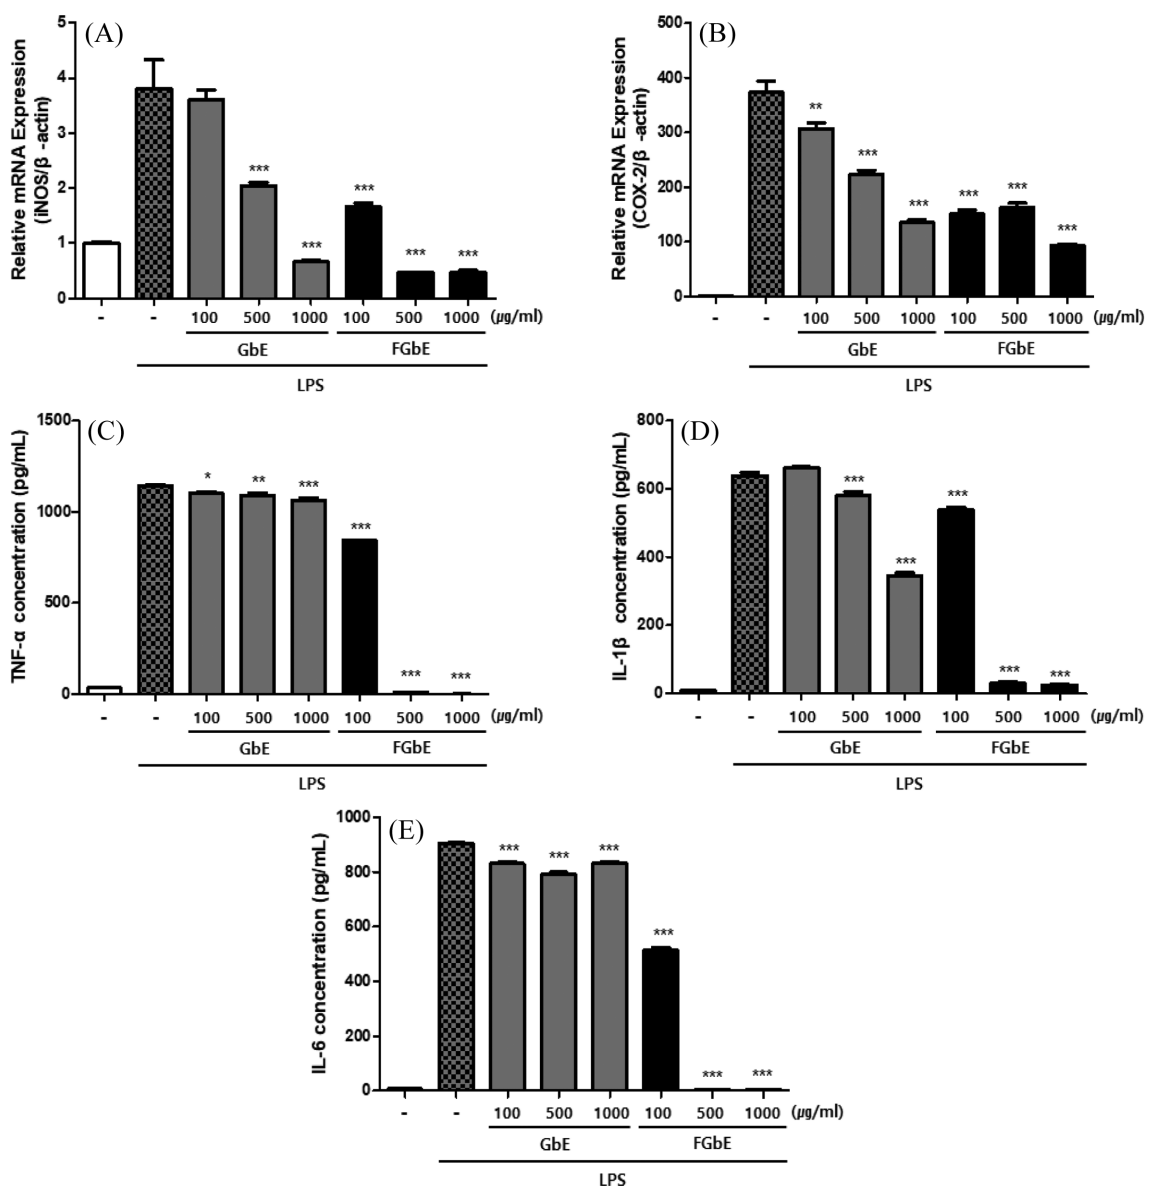 (A)
Relative mRNA Expression
(iNOS/β -actin)
5
4
3
2
1
0
***
***
***
***
***
- - 100 500 1000 100 500 1000 (μg/ml)
GbE FGbE
LPS
(B)
Relative mRNA Expression
(COX-2/β -actin)
500
400
300
200
100
0
**
***
***
***
***
***
- - 100 500 1000 100 500 1000 (μg/ml)
GbE FGbE
LPS
(C)
TNF-α concentration (pg/mL)
1500
1000
500
0
*
**
***
***
***
***
- - 100 500 1000 100 500 1000 (μg/ml)
GbE FGbE
LPS
(D)
IL-1β concentration (pg/mL)
800
600
400
200
0
***
***
***
***
***
- - 100 500 1000 100 500 1000 (μg/ml)
GbE FGbE
LPS
(E)
IL-6 concentration (pg/mL)
1000
800
600
400
200
0
***
***
***
***
***
***
- - 100 500 1000 100 500 1000 (μg/ml)
GbE FGbE
LPS